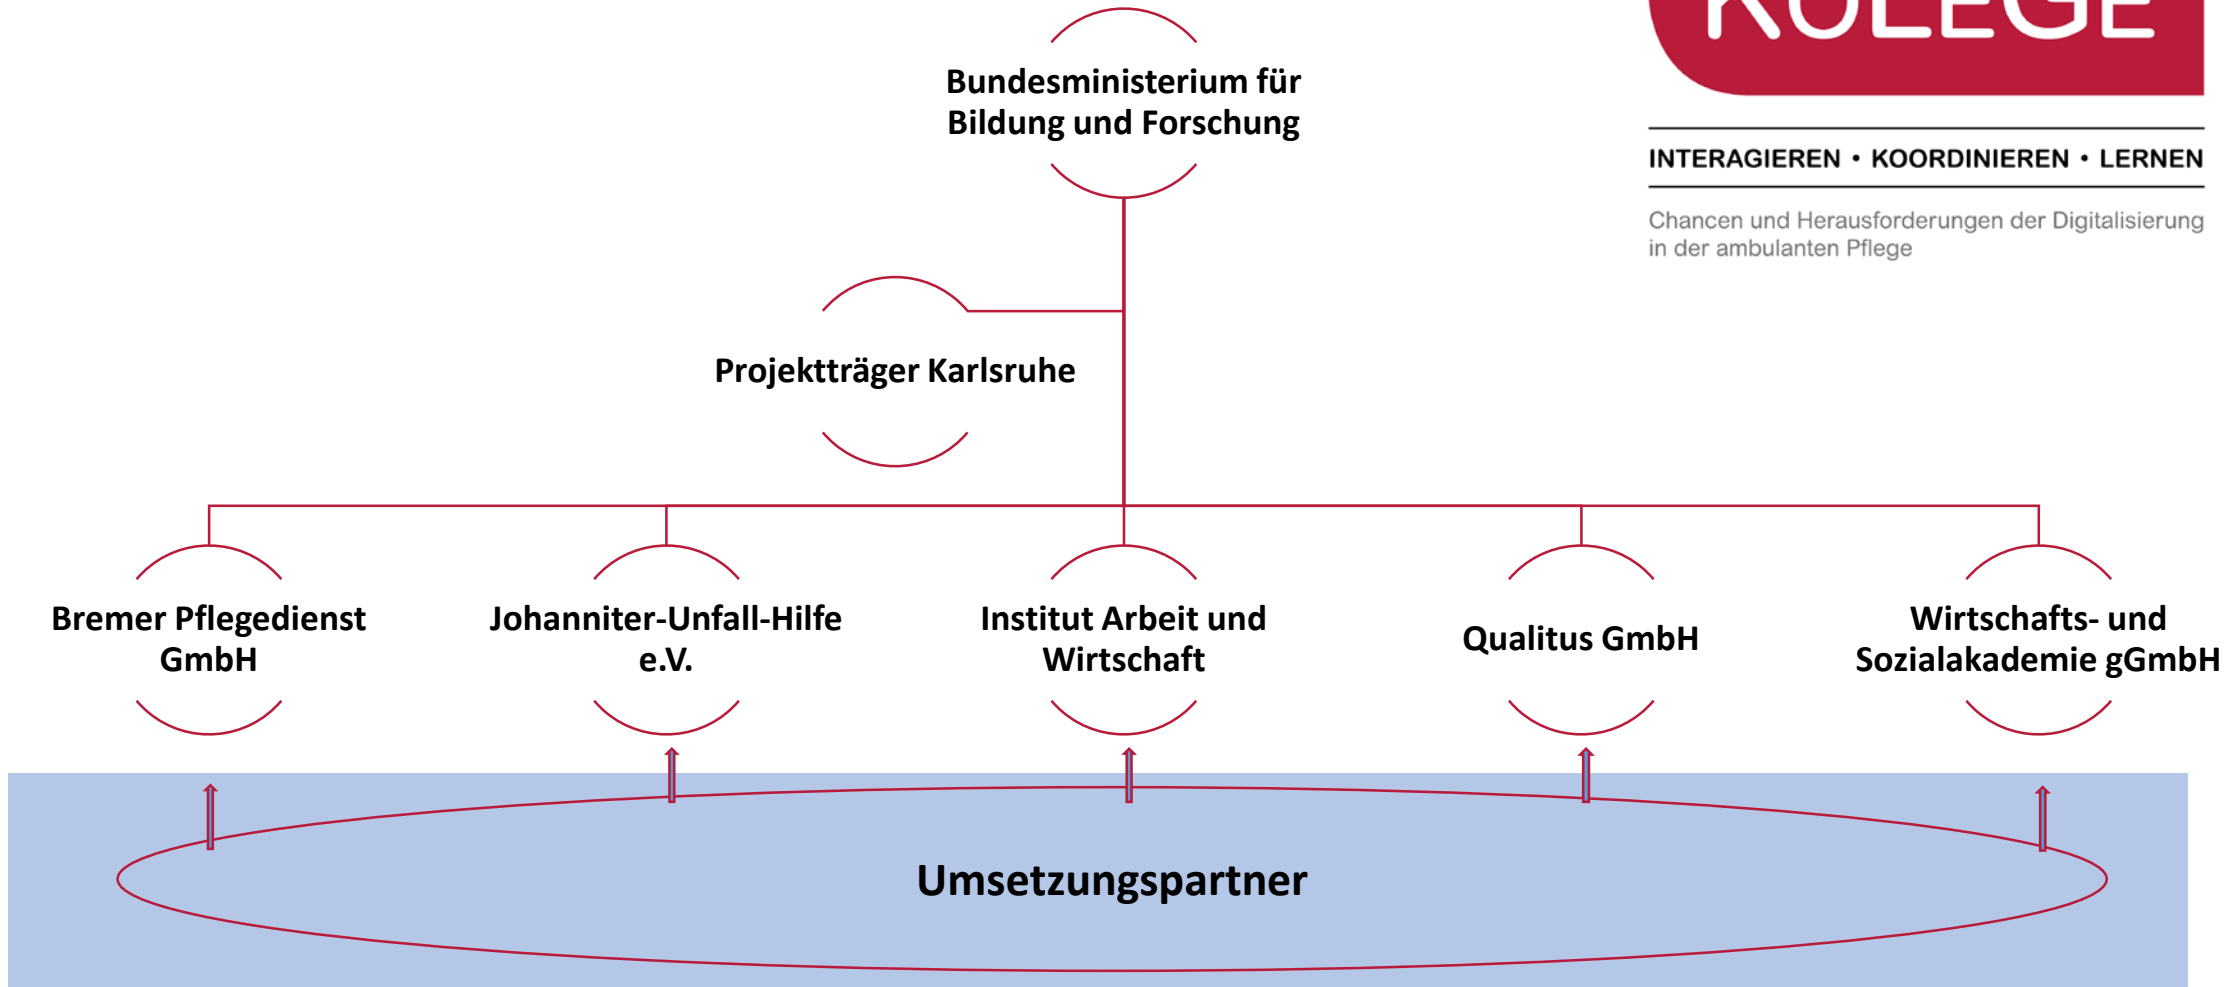 KOLEGE
INTERAGIEREN • KOORDINIEREN • LERNEN
Chancen und Herausforderungen der Digitalisierung
in der ambulanten Pflege
Bundesministerium für
Bildung und Forschung
Projektträger Karlsruhe
Bremer Pflegedienst
GmbH
Johanniter-Unfall-Hilfe
e.V.
Institut Arbeit und
Wirtschaft
Qualitus GmbH
Wirtschafts- und
Sozialakademie gGmbH
Umsetzungspartner